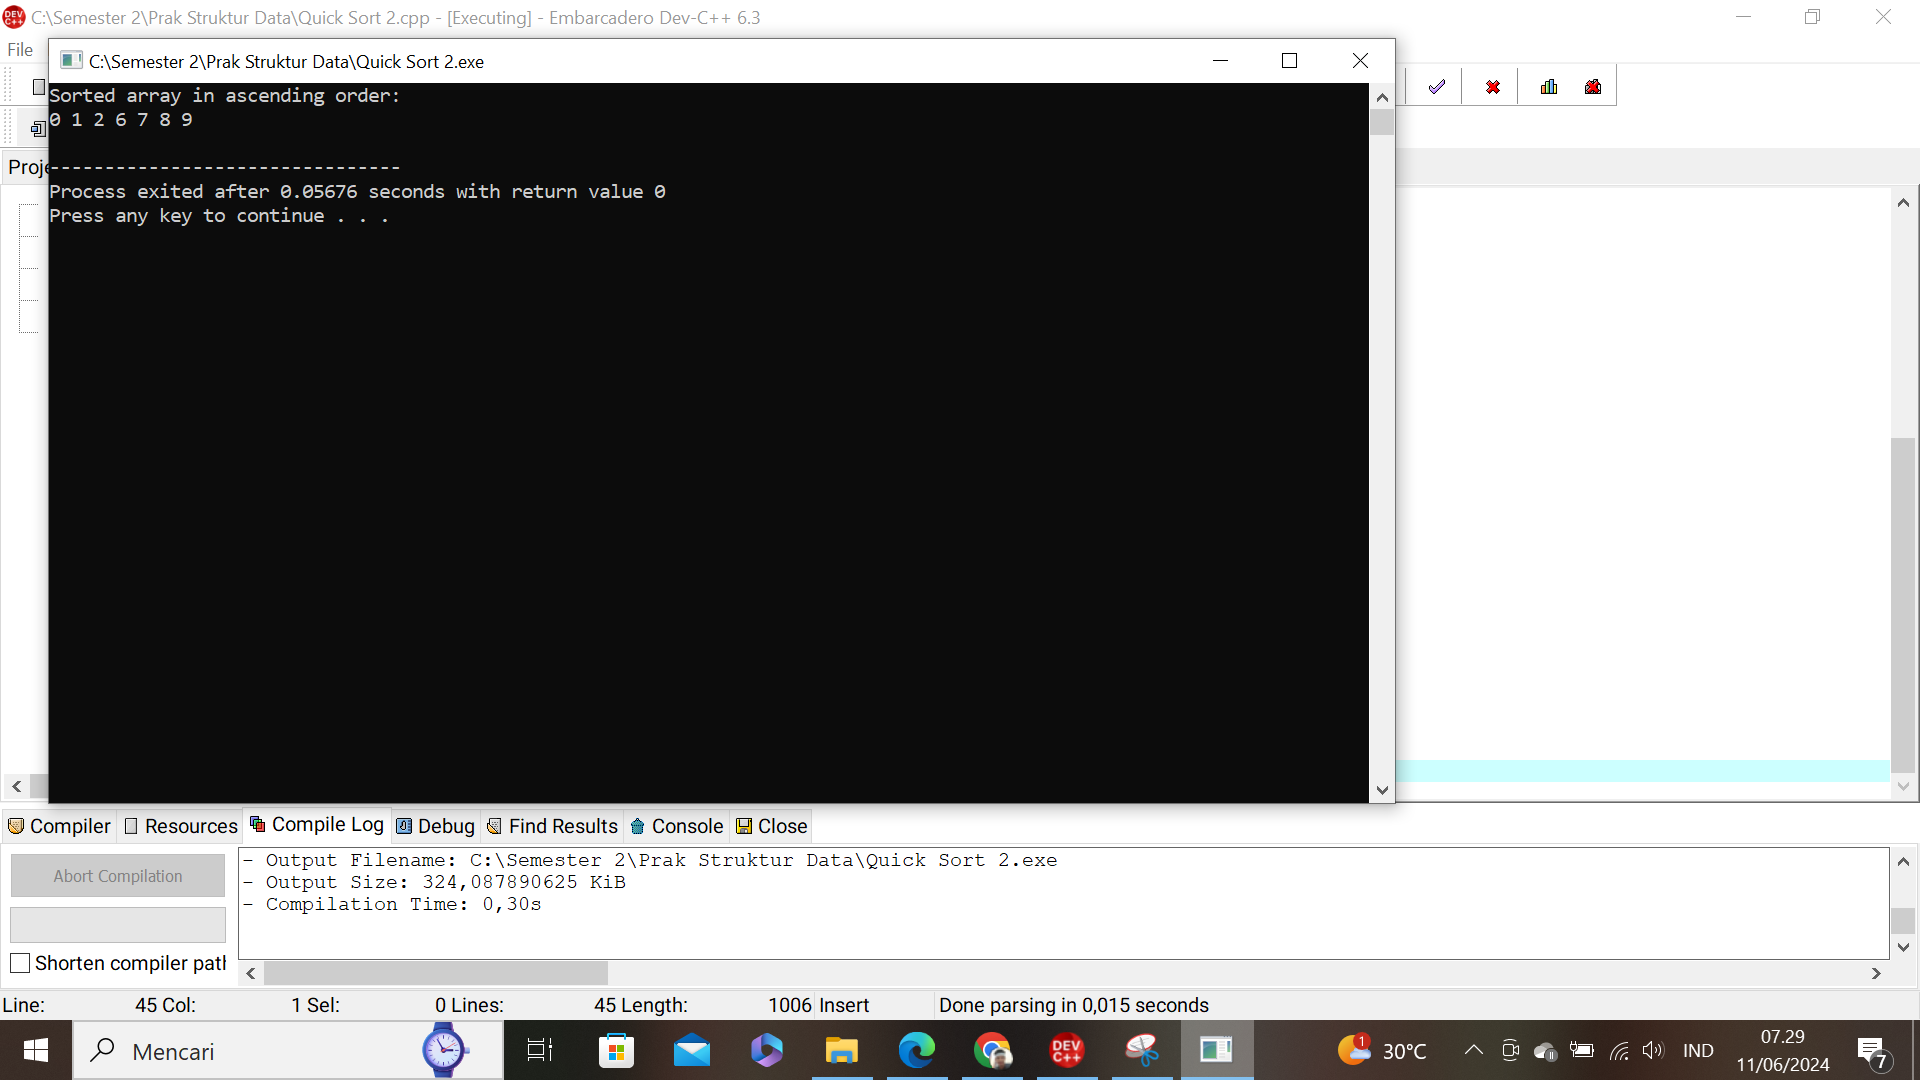 C:\Semester 2\Prak Struktur Data\Quick Sort 2.cpp - [Executing] - Embarcadero Dev-C++ 6.3
File
C:\Semester 2\Prak Struktur Data\Quick Sort 2.exe
Sorted array in ascending order:
0 1 2 6 7 8 9
Proje
--------------------------------
Process exited after 0.05676 seconds with return value 0
Press any key to continue . . .
Compiler Resources Compile Log Debug Find Results Console Close
Abort Compilation
- Output Filename: C:\Semester 2\Prak Struktur Data\Quick Sort 2.exe
- Output Size: 324,087890625 KiB
- Compilation Time: 0,30s
Shorten compiler path
Line: 45 Col: 1 Sel: 0 Lines: 45 Length: 1006 Insert Done parsing in 0,015 seconds
Mencari
DEV C++
1
30°C
IND
07.29
11/06/2024
7